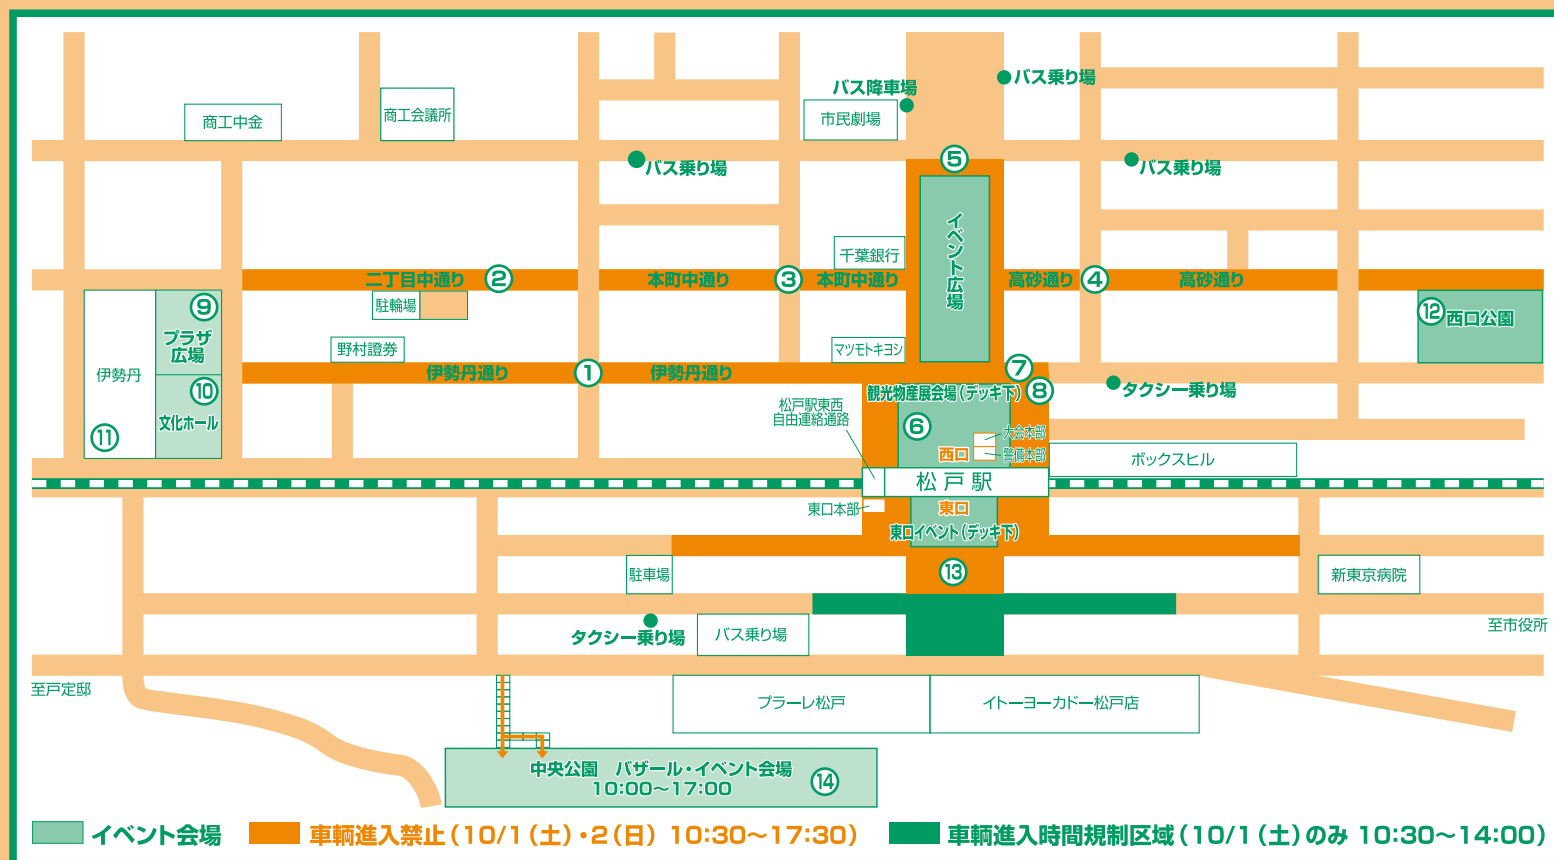 バス乗り場
バス降車場
商工中金
商工会議所
市民劇場
⑤
バス乗り場
バス乗り場
イベント広場
千葉銀行
二丁目中通り
②
本町中通り
③
本町中通り
高砂通り
④
高砂通り
駐輪場
⑨
プラザ
広場
⑫
西口公園
野村證券
マツモトキヨシ
伊勢丹
伊勢丹通り
①
伊勢丹通り
⑦
⑧
タクシー乗り場
⑩
文化ホール
⑪
観光物産展会場(デッキ下)
松戸駅東西
自由連絡通路
⑥
大会本部
西口
警備本部
ボックスヒル
松戸駅
東口本部
東口
東口イベント(デッキ下)
⑬
駐車場
新東京病院
タクシー乗り場
バス乗り場
至市役所
至戸定邸
プラーレ松戸
イトーヨーカドー松戸店
中央公園 バザール・イベント会場
10:00〜17:00
⑭
イベント会場
車輌進入禁止(10/1(土)・2(日) 10:30〜17:30)
車輌進入時間規制区域(10/1(土)のみ 10:30〜14:00)